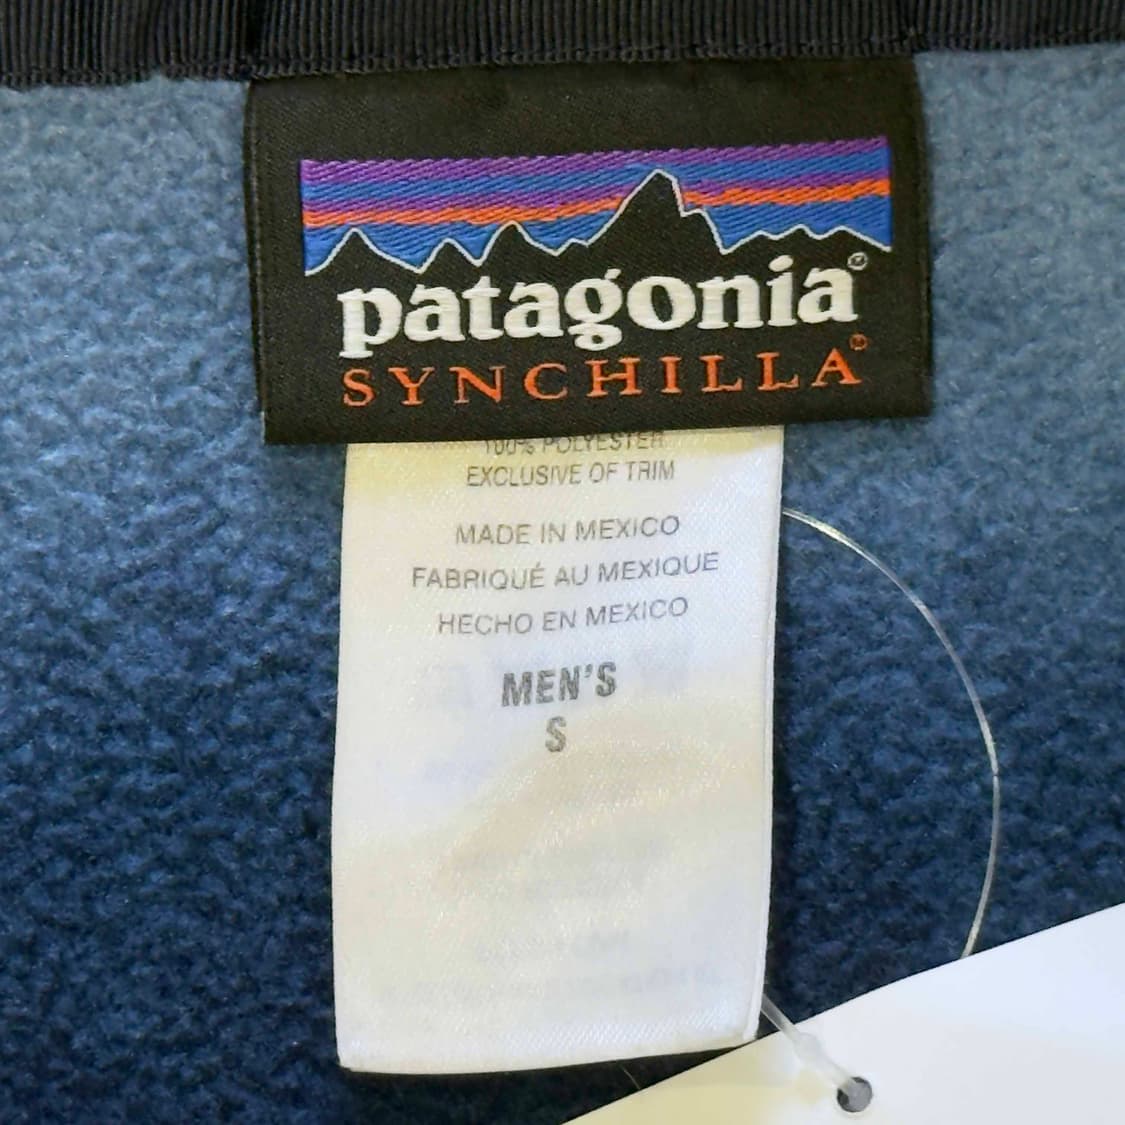 patagonia®
SYNCHILLA®
100% POLYESTER
EXCLUSIVE OF TRIM
MADE IN MEXICO
FABRIQUÉ AU MEXIQUE
HECHO EN MEXICO
MEN'S
S